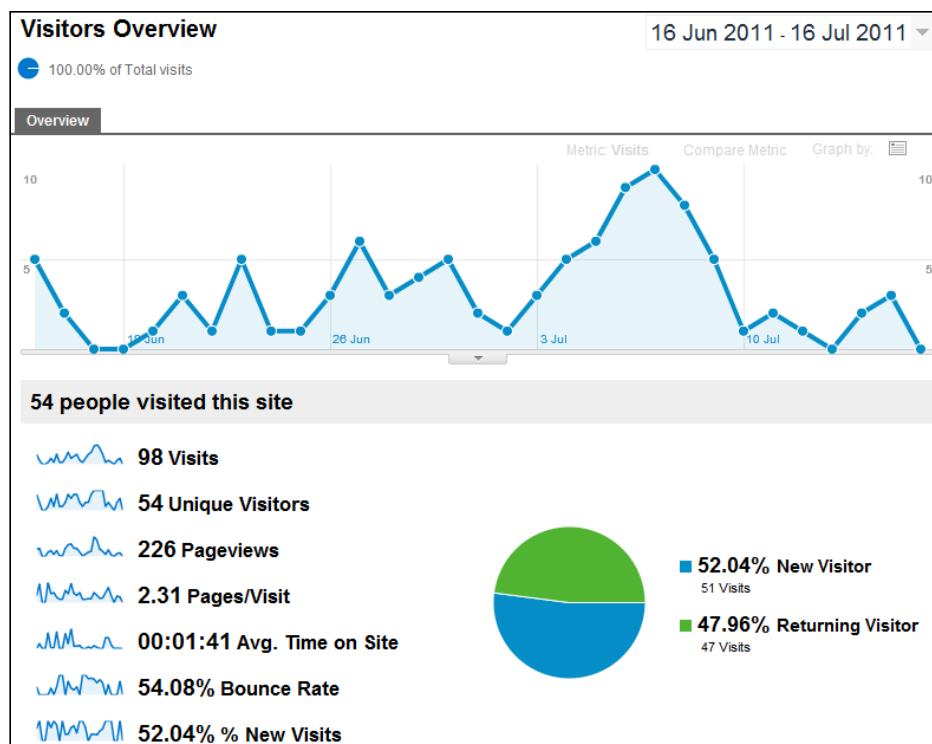 Visitors Overview
16 Jun 2011 - 16 Jul 2011
100.00% of Total visits
Overview
Metric: Visits Compare Metric Graph by:
10 10
5 5
19 Jun 26 Jun 3 Jul 10 Jul
54 people visited this site
98 Visits
54 Unique Visitors
226 Pageviews
2.31 Pages/Visit
00:01:41 Avg. Time on Site
54.08% Bounce Rate
52.04% % New Visits
52.04% New Visitor
51 Visits
47.96% Returning Visitor
47 Visits